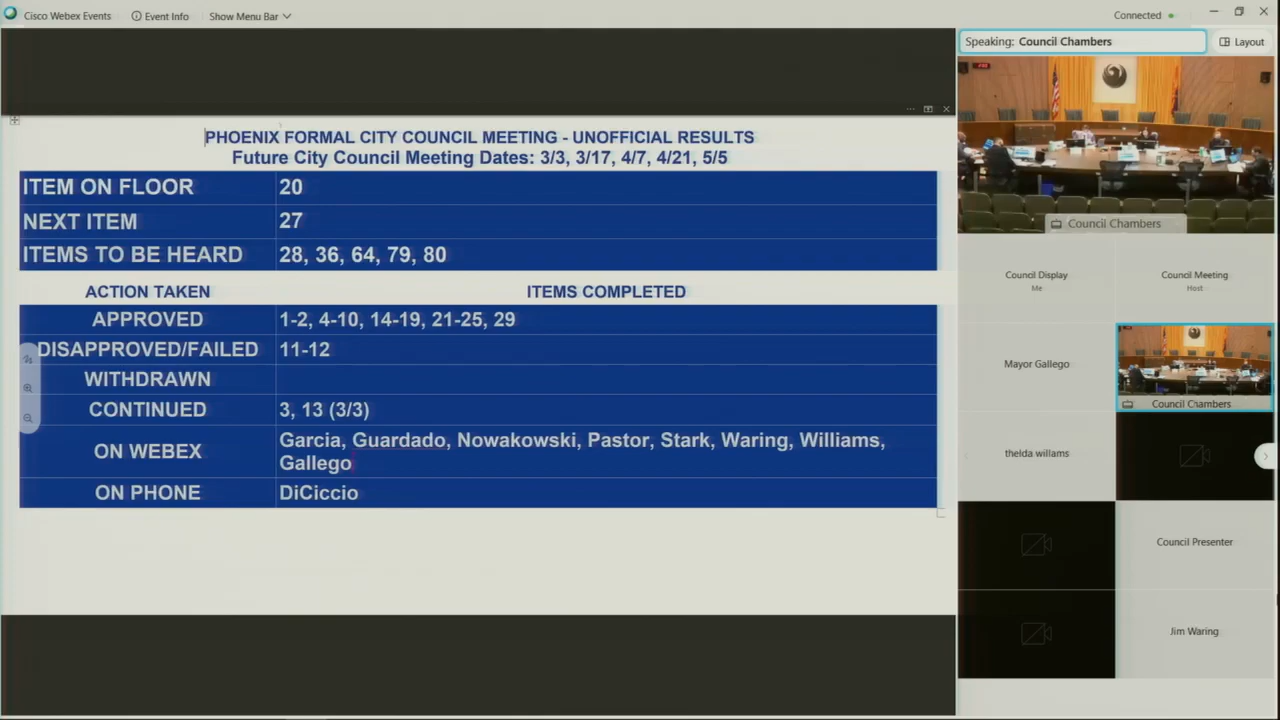 Cisco Webex Events
Event Info
Show Menu Bar
Connected
Speaking: Council Chambers
Layout
PHOENIX FORMAL CITY COUNCIL MEETING - UNOFFICIAL RESULTS
Future City Council Meeting Dates: 3/3, 3/17, 4/7, 4/21, 5/5
ITEM ON FLOOR 20
NEXT ITEM 27
ITEMS TO BE HEARD 28, 36, 64, 79, 80
ACTION TAKEN ITEMS COMPLETED
APPROVED 1-2, 4-10, 14-19, 21-25, 29
DISAPPROVED/FAILED 11-12
WITHDRAWN
CONTINUED 3, 13 (3/3)
ON WEBEX Garcia, Guardado, Nowakowski, Pastor, Stark, Waring, Williams,
Gallego
ON PHONE DiCiccio
Council Chambers
Council Display
Me
Council Meeting
Host
Mayor Gallego
Council Chambers
thelda willams
Council Presenter
Jim Waring